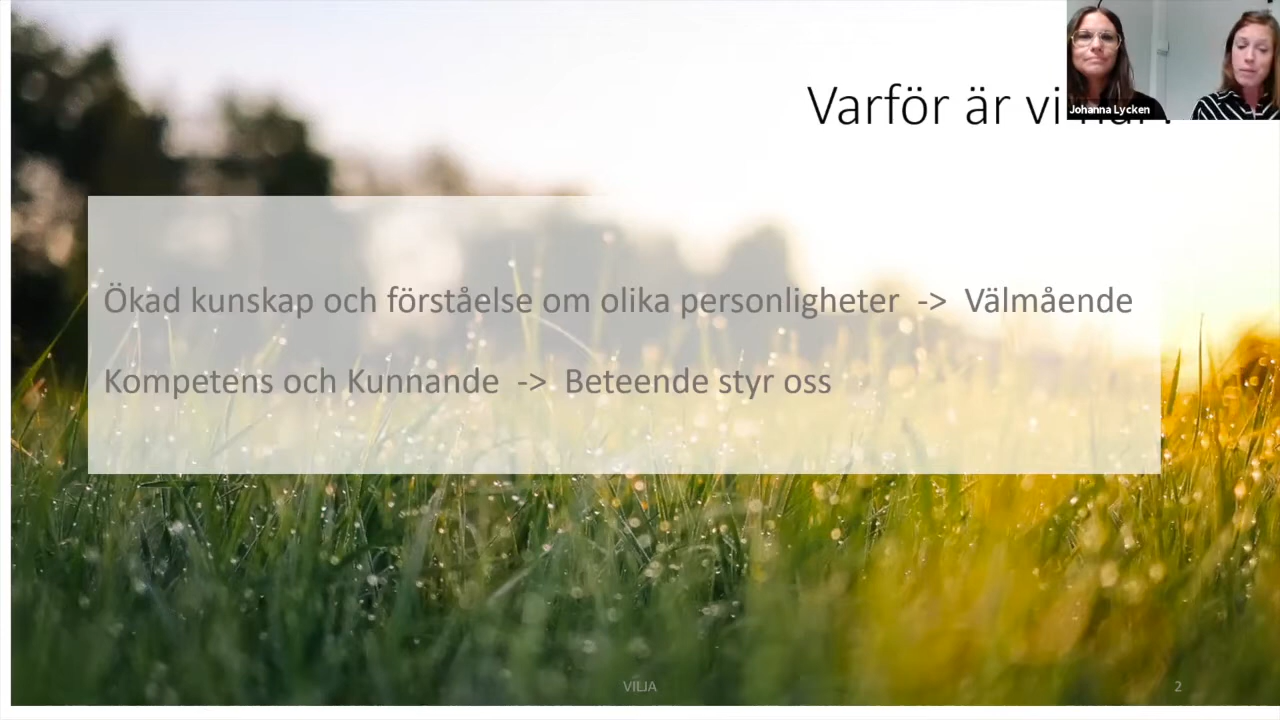 Varför är vi
Johanna Lycken
Ökad kunskap och förståelse om olika personligheter -> Välmående
Kompetens och Kunnande -> Beteende styr oss
VILJA
2